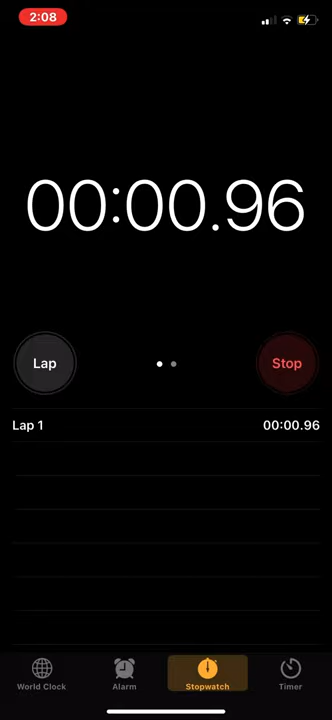 2:08
00:00.96
Lap
Stop
Lap 1 00:00.96
World Clock Alarm Stopwatch Timer